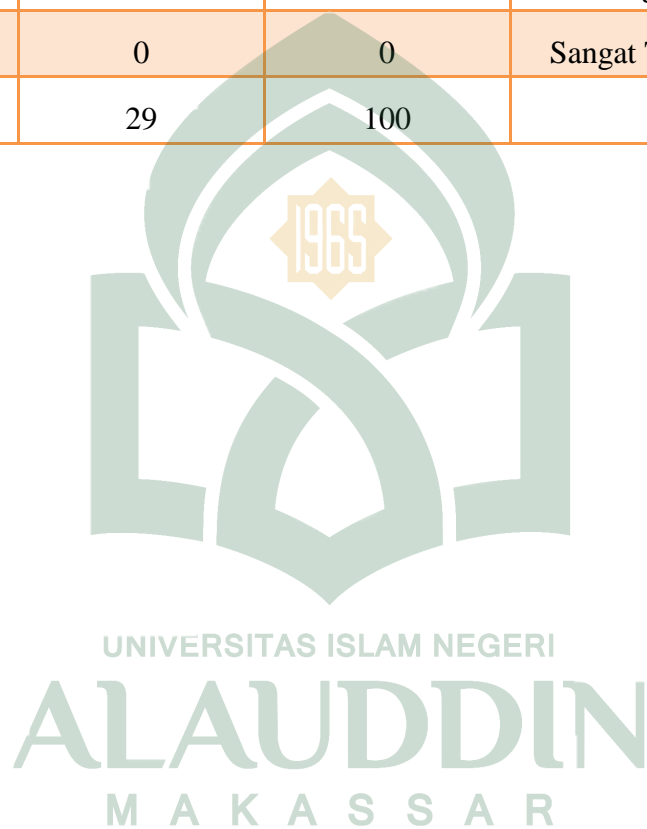 0 0 Sangat
29 100
1965
UNIVERSITAS ISLAM NEGERI
ALAUDDIN
MAKASSAR